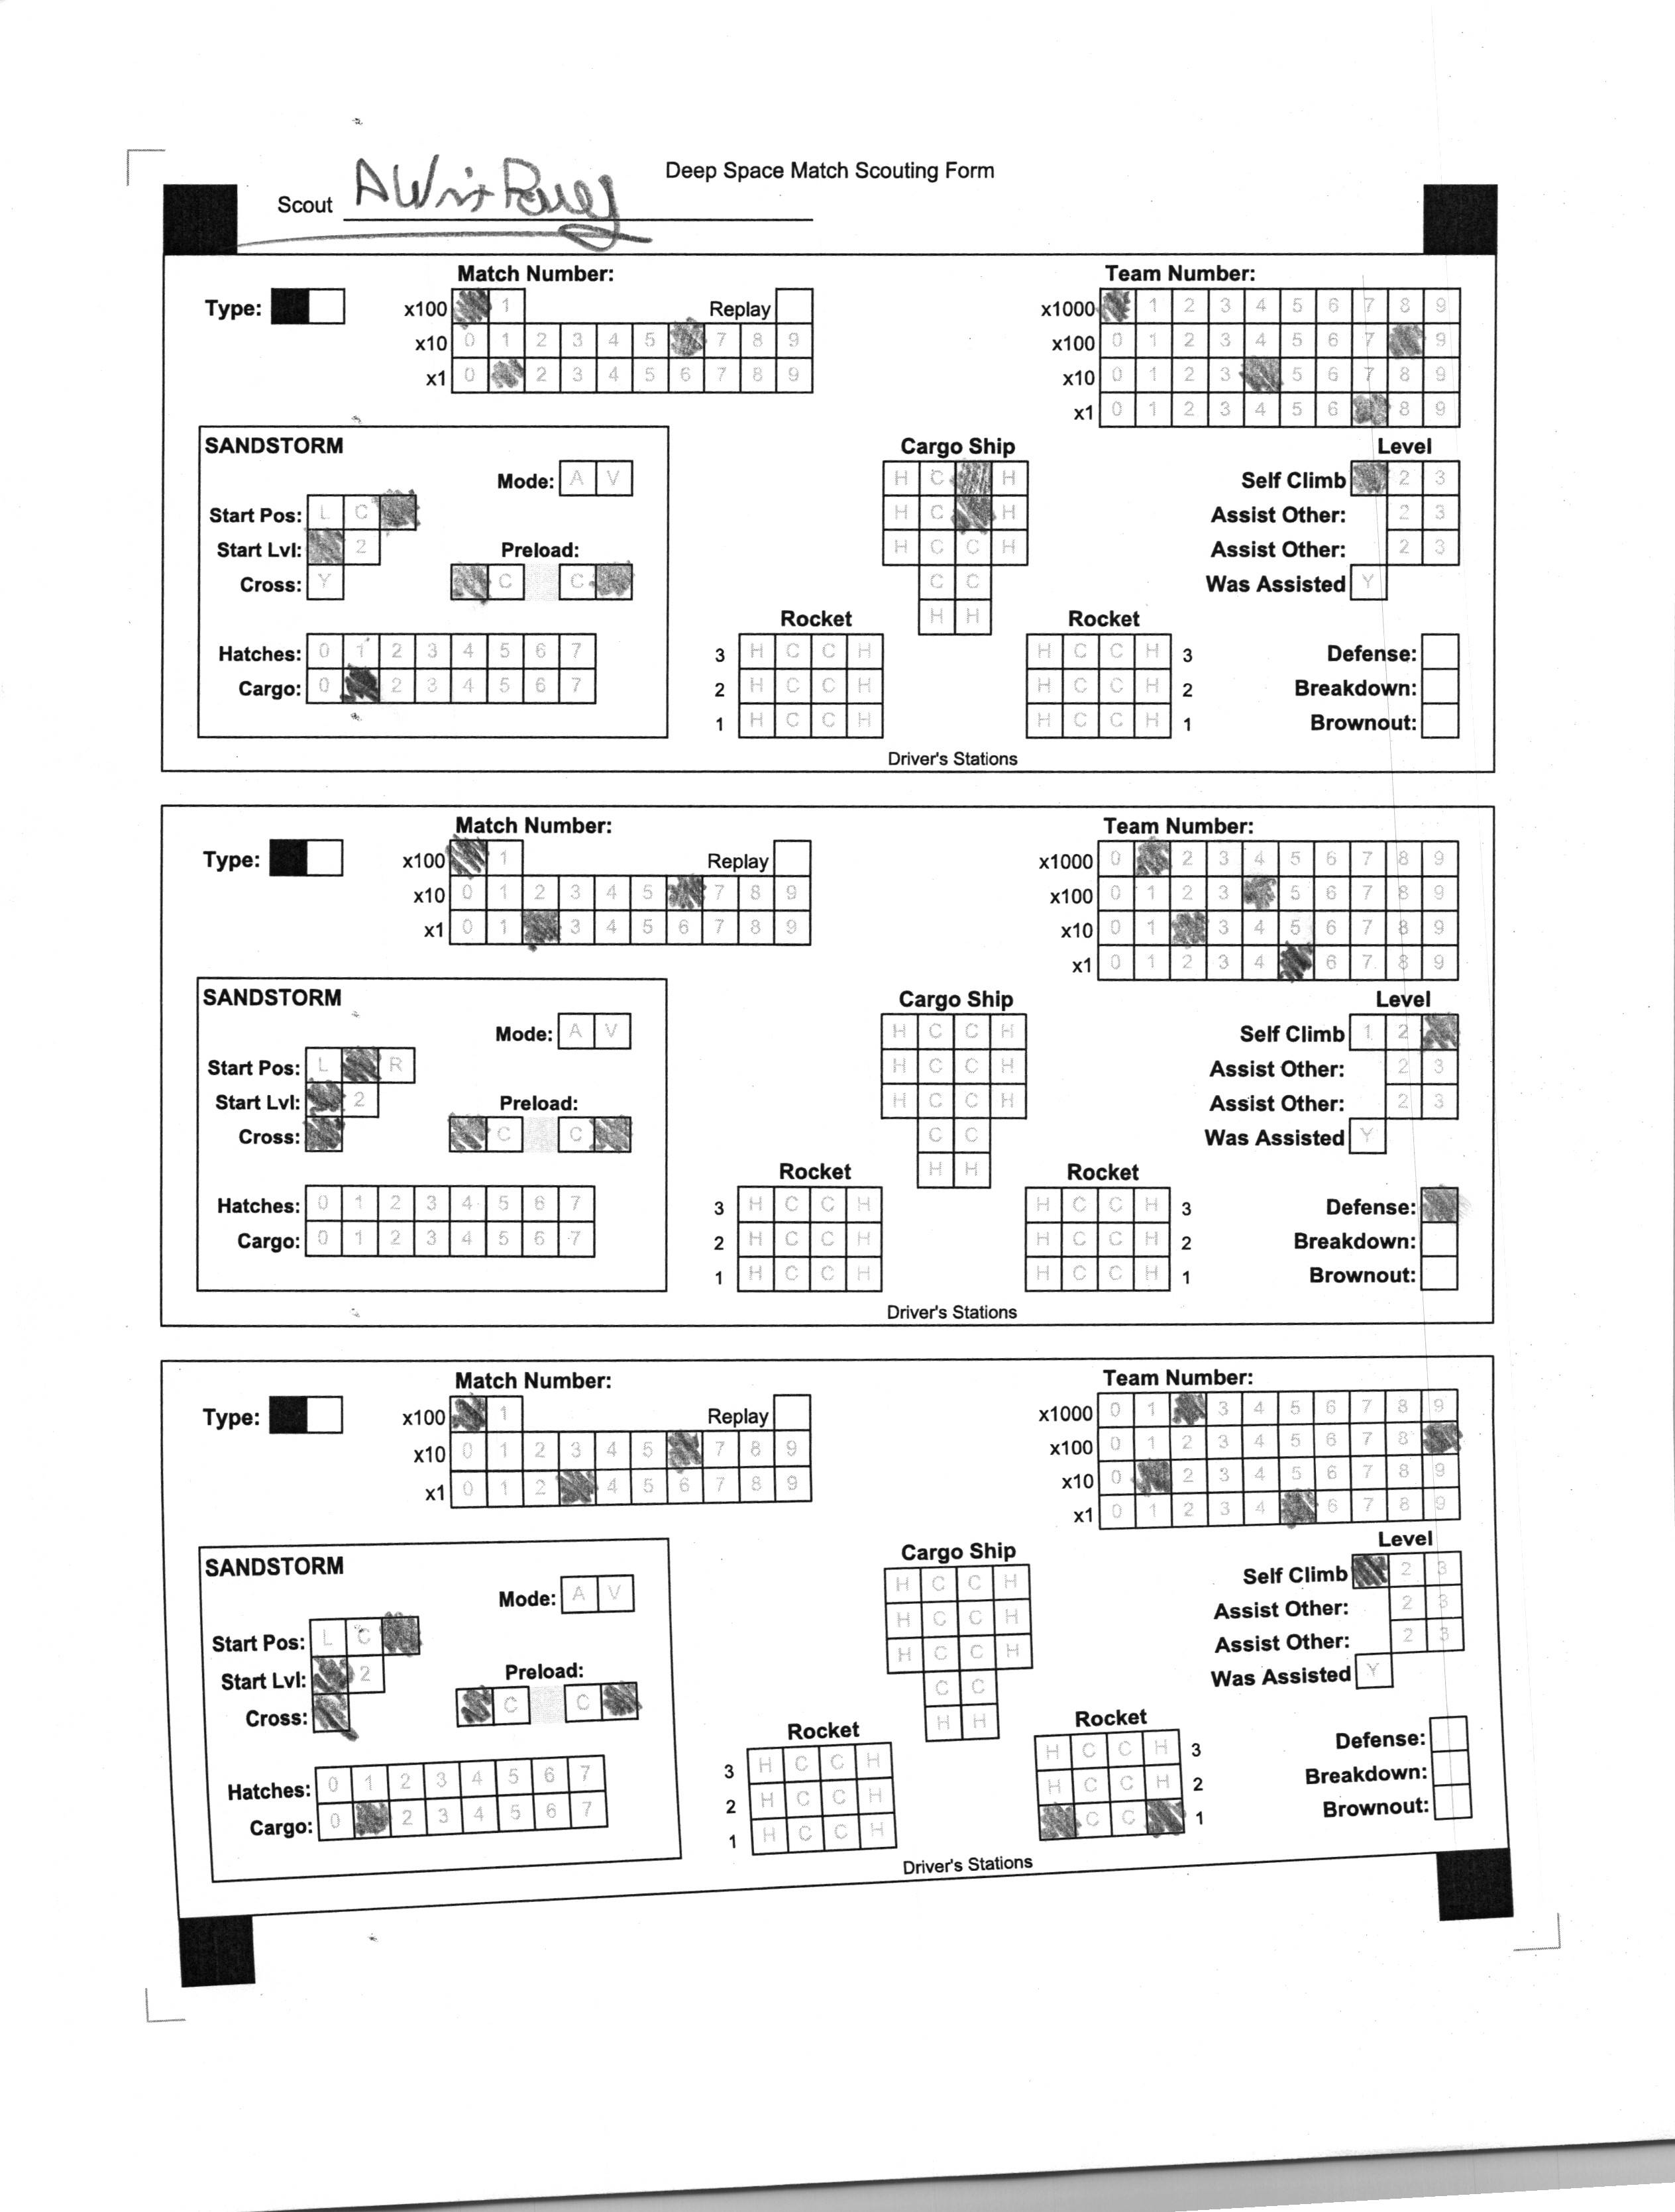 Deep Space Match Scouting Form
Scout
Match Number:
Team Number:
Type:
x100 1
Replay
x1000 1 2 3 4 5 6 7 8 9
x10 0 1 2 3 4 5 7 8 9
x100 0 1 2 3 4 5 6 7 9
x1 0 2 3 4 5 6 7 8 9
x10 0 1 2 3 5 6 7 8 9
x1 0 1 2 3 4 5 6 8 9
SANDSTORM
Cargo Ship
Level
Mode: A V
H C H
Self Climb 2 3
Start Pos: L C
H C H
Assist Other: 2 3
Start Lvl: 2
Preload:
H C C H
Assist Other: 2 3
Cross: Y
C C
C C
Was Assisted Y
H H
Rocket
Rocket
Hatches: 0 1 2 3 4 5 6 7
3 H C C H
H C C H 3
Defense:
Cargo: 0 2 3 4 5 6 7
2 H C C H
H C C H 2
Breakdown:
1 H C C H
H C C H 1
Brownout:
Driver's Stations
Match Number:
Team Number:
Type:
x100 1
Replay
x1000 0 2 3 4 5 6 7 8 9
x10 0 1 2 3 4 5 7 8 9
x100 0 1 2 3 5 6 7 8 9
x1 0 1 3 4 5 6 7 8 9
x10 0 1 3 4 5 6 7 8 9
x1 0 1 2 3 4 6 7 8 9
SANDSTORM
Cargo Ship
Level
Mode: A V
H C C H
Self Climb 1 2
Start Pos: L R
H C C H
Assist Other: 2 3
Start Lvl: 2
Preload:
H C C H
Assist Other: 2 3
Cross:
C C
C C
Was Assisted Y
H H
Rocket
Rocket
Hatches: 0 1 2 3 4 5 6 7
3 H C C H
H C C H 3
Defense:
Cargo: 0 1 2 3 4 5 6 7
2 H C C H
H C C H 2
Breakdown:
1 H C C H
H C C H 1
Brownout:
Driver's Stations
Match Number:
Team Number:
Type:
x100 1
Replay
x1000 0 1 3 4 5 6 7 8 9
x10 0 1 2 3 4 5 7 8 9
x100 0 1 2 3 4 5 6 7 8
x1 0 1 2 4 5 6 7 8 9
x10 0 2 3 4 5 6 7 8 9
x1 0 1 2 3 4 6 7 8 9
SANDSTORM
Cargo Ship
Level
Mode: A V
H C C H
Self Climb 2 3
Start Pos: L C
H C C H
Assist Other: 2 3
Start Lvl: 2
Preload:
H C C H
Assist Other: 2 3
Cross:
C C
C C
Was Assisted Y
H H
Rocket
Rocket
Hatches: 0 1 2 3 4 5 6 7
3 H C C H
H C C H 3
Defense:
Cargo: 0 2 3 4 5 6 7
2 H C C H
H C C H 2
Breakdown:
1 H C C H
C C 1
Brownout:
Driver's Stations